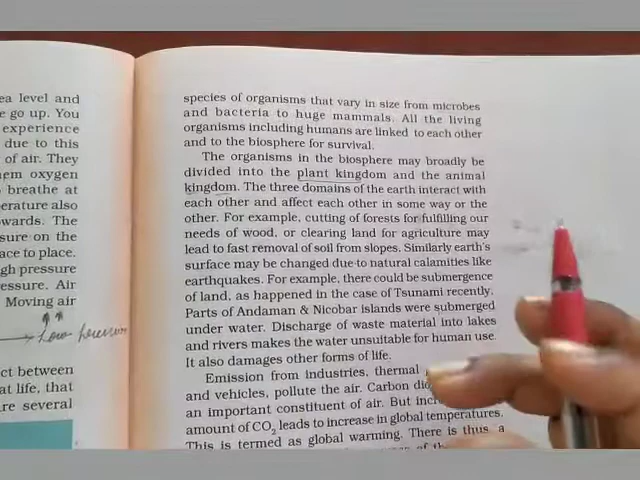 ea level and
e go up. You
experience
due to this
of air. They
em oxygen
breathe at
erature also
wards. The
sure on the
ace to place.
gh pressure
essure. Air
Moving air
Low pressure
ct between
at life, that
re several
species of organisms that vary in size from microbes
and bacteria to huge mammals. All the living
organisms including humans are linked to each other
and to the biosphere for survival.
The organisms in the biosphere may broadly be
divided into the plant kingdom and the animal
kingdom. The three domains of the earth interact with
each other and affect each other in some way or the
other. For example, cutting of forests for fulfilling our
needs of wood, or clearing land for agriculture may
lead to fast removal of soil from slopes. Similarly earth's
surface may be changed due to natural calamities like
earthquakes. For example, there could be submergence
of land, as happened in the case of Tsunami recently.
Parts of Andaman & Nicobar islands were submerged
under water. Discharge of waste material into lakes
and rivers makes the water unsuitable for human use.
It also damages other forms of life.
Emission from industries, thermal
and vehicles, pollute the air. Carbon dio
an important constituent of air. But incr
amount of CO₂ leads to increase in global temperatures.
This is termed as global warming. There is thus, a